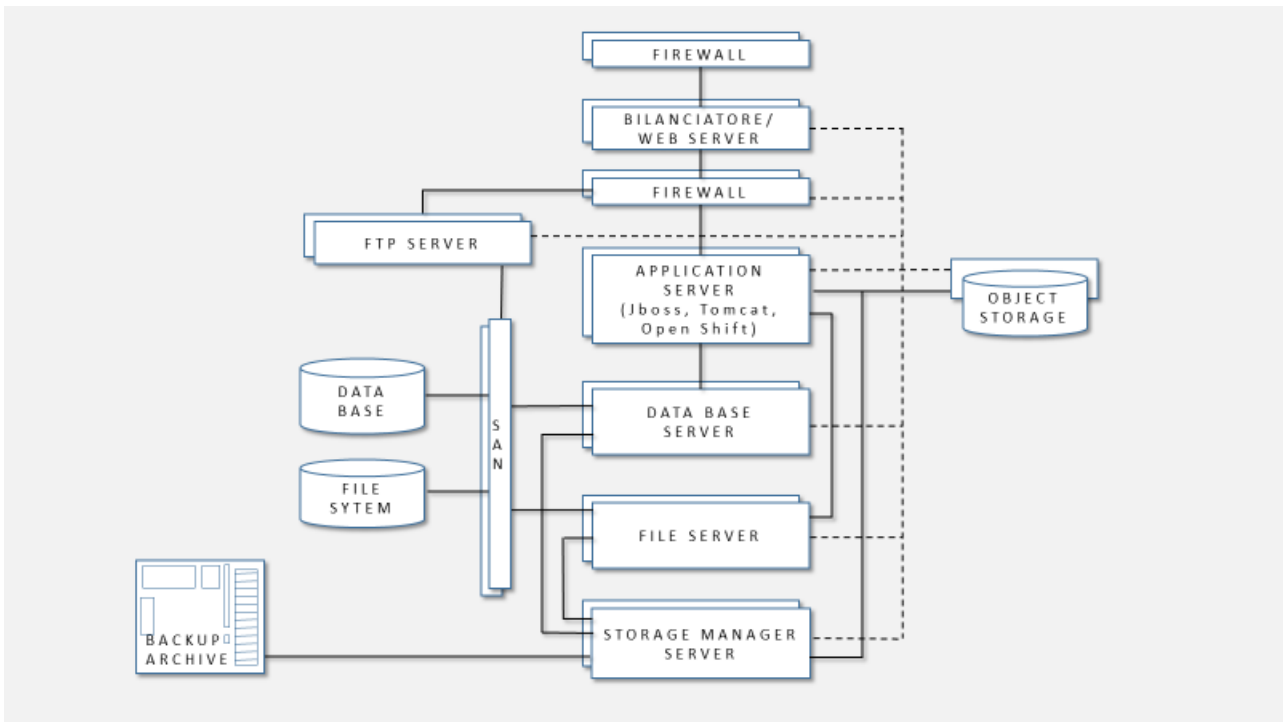 FIREWALL
BILANCIATORE/
WEB SERVER
FIREWALL
FTP SERVER
APPLICATION
SERVER
(Jboss, Tomcat,
Open Shift)
OBJECT
STORAGE
DATA
BASE
DATA BASE
SERVER
SAN
FILE
SYTEM
FILE SERVER
BACKUP
ARCHIVE
STORAGE MANAGER
SERVER